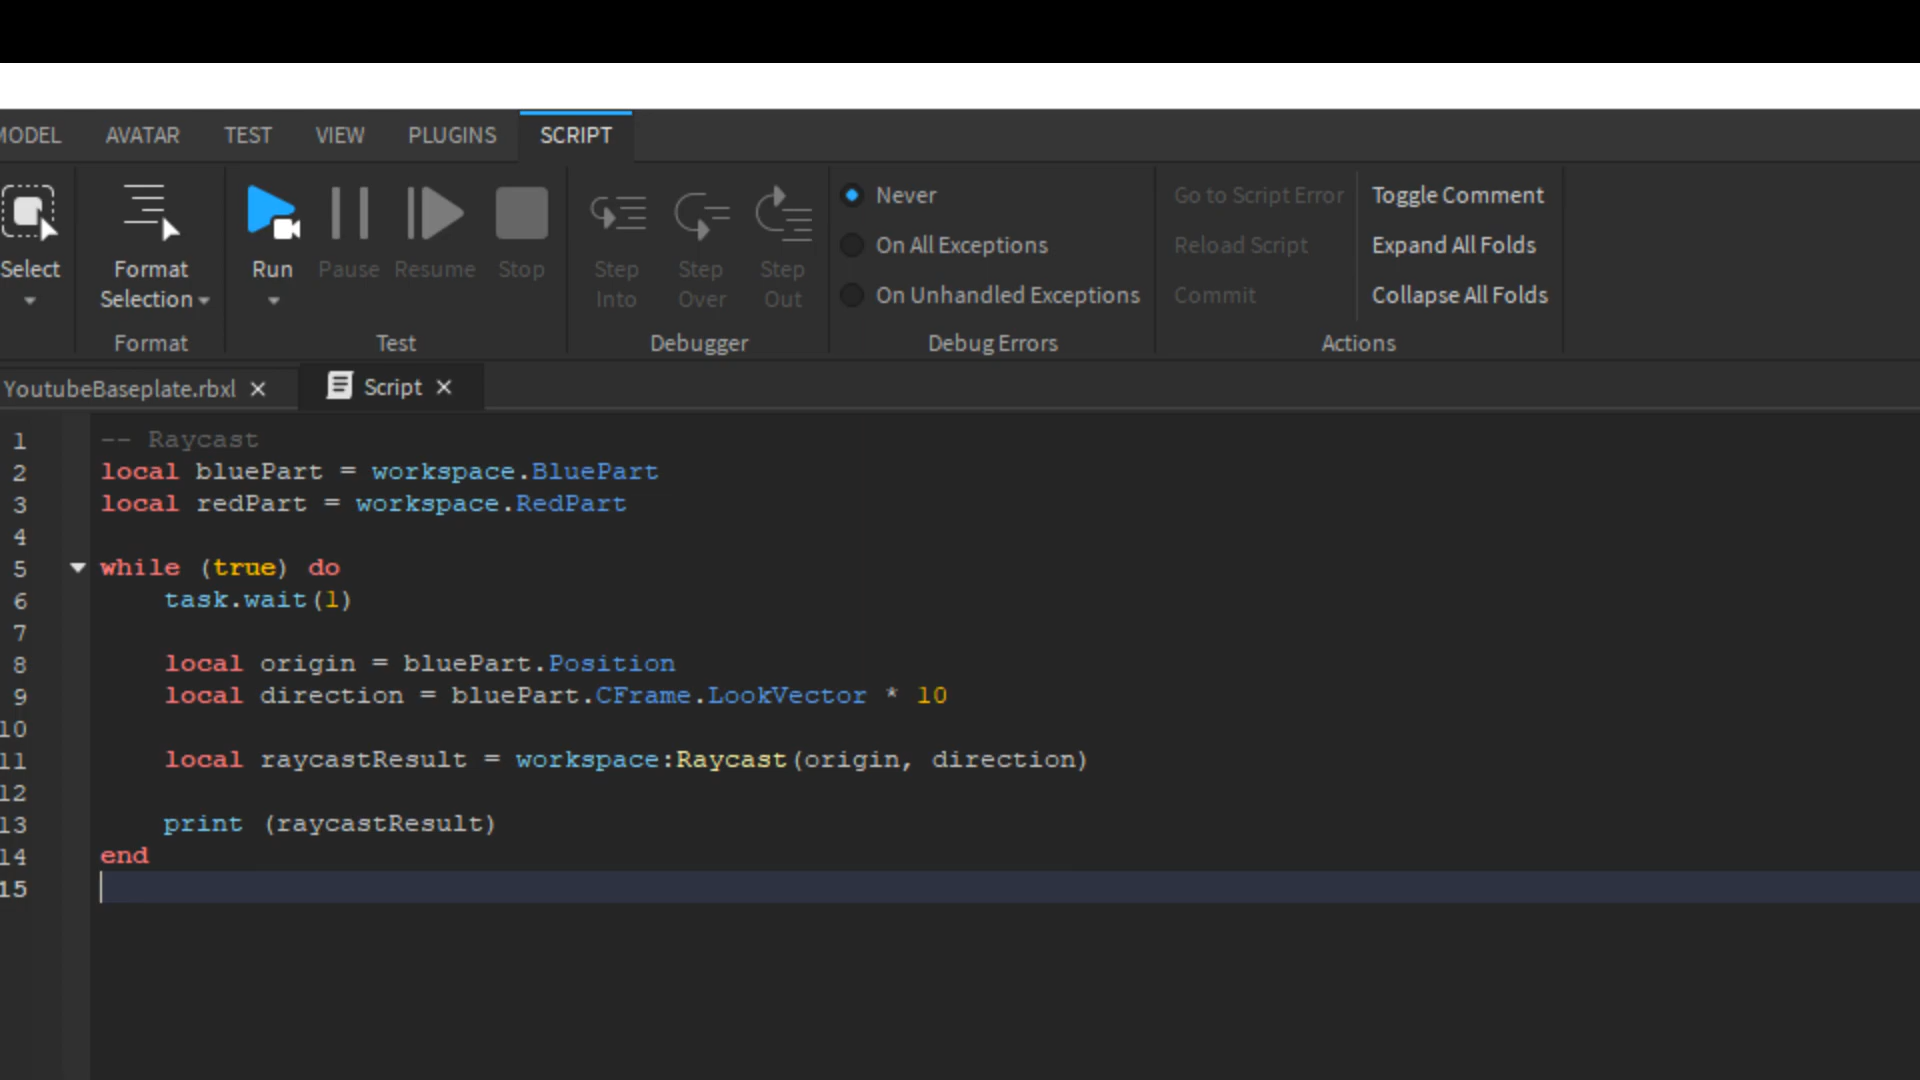 MODEL AVATAR TEST VIEW PLUGINS SCRIPT
Select
Format Selection
Format
Run Pause Resume Stop
Test
Step Into
Step Over
Step Out
Debugger
Never
On All Exceptions
On Unhandled Exceptions
Debug Errors
Go to Script Error
Reload Script
Commit
Toggle Comment
Expand All Folds
Collapse All Folds
Actions
YoutubeBaseplate.rbxl Script
1 -- Raycast
2 local bluePart = workspace.BluePart
3 local redPart = workspace.RedPart
4
5 while (true) do
6 task.wait(1)
7
8 local origin = bluePart.Position
9 local direction = bluePart.CFrame.LookVector * 10
10
11 local raycastResult = workspace:Raycast(origin, direction)
12
13 print (raycastResult)
14 end
15